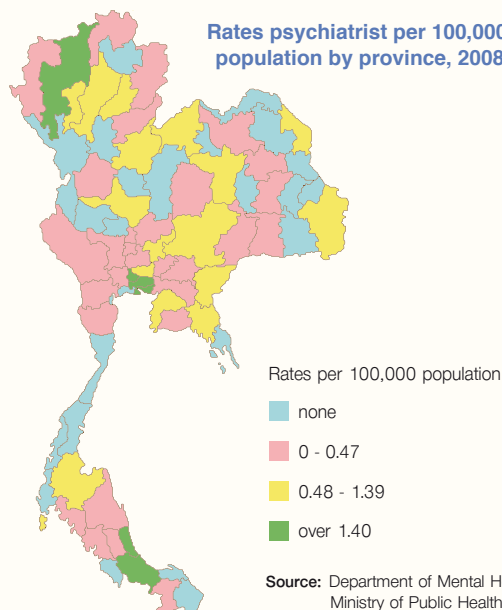 Rates psychiatrist per 100,000
population by province, 2008
Rates per 100,000 population
none
0 - 0.47
0.48 - 1.39
over 1.40
Source: Department of Mental H
Ministry of Public Health